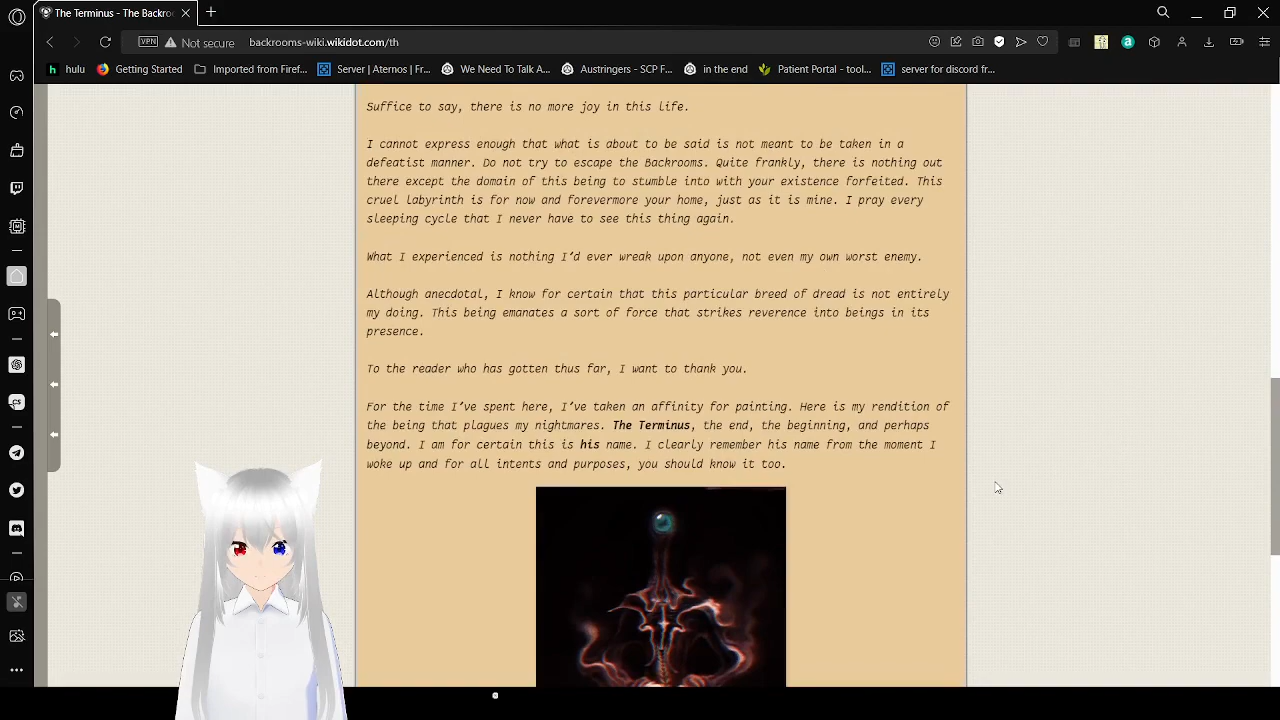 The Terminus - The Backro
VPN Not secure backrooms-wiki.wikidot.com/th
hulu Getting Started Imported from Firef... Server | Aternos | Fr... We Need To Talk A... Austringers - SCP F... in the end Patient Portal - tool... server for discord fr...
Suffice to say, there is no more joy in this life.
I cannot express enough that what is about to be said is not meant to be taken in a
defeatist manner. Do not try to escape the Backrooms. Quite frankly, there is nothing out
there except the domain of this being to stumble into with your existence forfeited. This
cruel labyrinth is for now and forevermore your home, just as it is mine. I pray every
sleeping cycle that I never have to see this thing again.
What I experienced is nothing I’d ever wreak upon anyone, not even my own worst enemy.
Although anecdotal, I know for certain that this particular breed of dread is not entirely
my doing. This being emanates a sort of force that strikes reverence into beings in its
presence.
To the reader who has gotten thus far, I want to thank you.
For the time I’ve spent here, I’ve taken an affinity for painting. Here is my rendition of
the being that plagues my nightmares. The Terminus, the end, the beginning, and perhaps
beyond. I am for certain this is his name. I clearly remember his name from the moment I
woke up and for all intents and purposes, you should know it too.